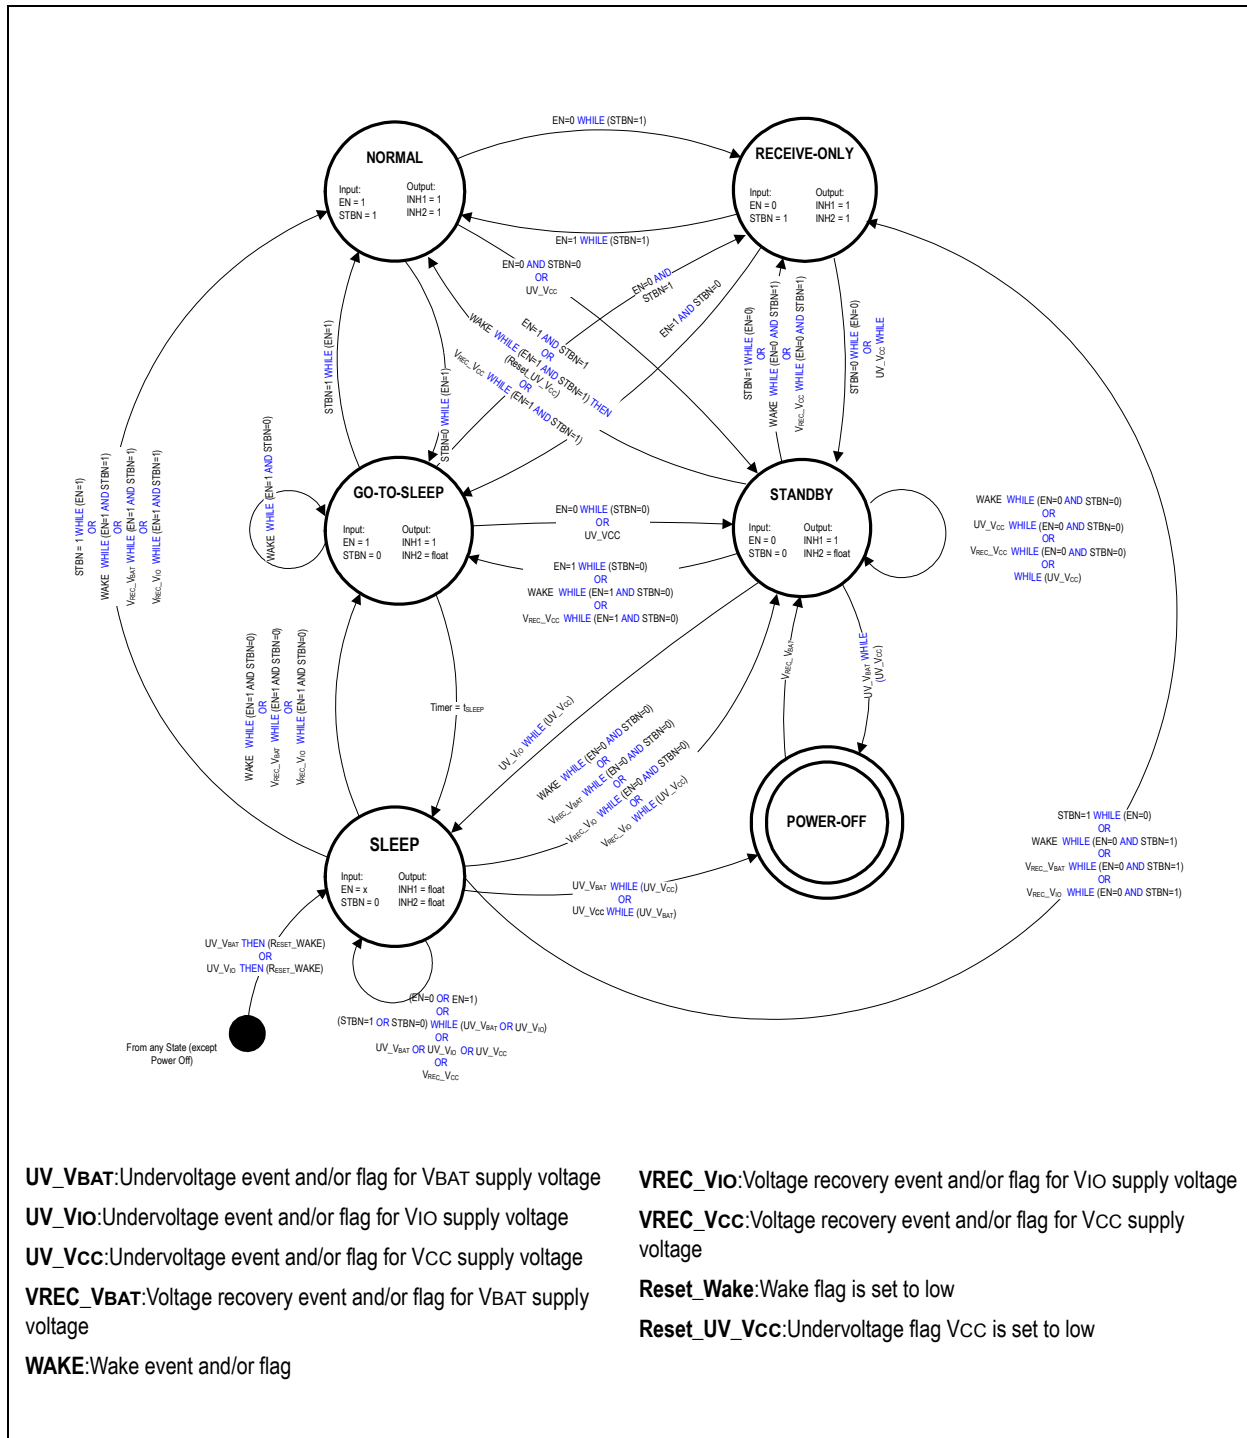 EN=0 WHILE (STBN=1)
NORMAL
Input:
EN = 1
STBN = 1
Output:
INH1 = 1
INH2 = 1
RECEIVE-ONLY
Input:
EN = 0
STBN = 1
Output:
INH1 = 1
INH2 = 1
EN=1 WHILE (STBN=1)
EN=0 AND STBN=0
OR
UV_VCC
EN=0 AND
STBN=1
EN=1 AND STBN=0
STBN=1 WHILE (EN=1)
STBN=0 WHILE (EN=1)
EN=1 AND STBN=1
OR
WAKE WHILE (EN=1 AND STBN=1) THEN
(Reset_UV_VCC)
OR
VREC_VCC WHILE (EN=1 AND STBN=1)
STBN=1 WHILE (EN=0)
OR
WAKE WHILE (EN=0 AND STBN=1)
OR
VREC_VCC WHILE (EN=0 AND STBN=1)
STBN=0 WHILE (EN=0)
OR
UV_VCC WHILE
STBN = 1 WHILE (EN=1)
OR
WAKE WHILE (EN=1 AND STBN=1)
OR
VREC_VBAT WHILE (EN=1 AND STBN=1)
OR
VREC_VIO WHILE (EN=1 AND STBN=1)
WAKE WHILE (EN=1 AND STBN=0)
GO-TO-SLEEP
Input:
EN = 1
STBN = 0
Output:
INH1 = 1
INH2 = float
EN=0 WHILE (STBN=0)
OR
UV_VCC
EN=1 WHILE (STBN=0)
OR
WAKE WHILE (EN=1 AND STBN=0)
OR
VREC_VCC WHILE (EN=1 AND STBN=0)
STANDBY
Input:
EN = 0
STBN = 0
Output:
INH1 = 1
INH2 = float
WAKE WHILE (EN=0 AND STBN=0)
OR
UV_VCC WHILE (EN=0 AND STBN=0)
OR
VREC_VCC WHILE (EN=0 AND STBN=0)
OR
WHILE (UV_VCC)
WAKE WHILE (EN=1 AND STBN=0)
OR
VREC_VBAT WHILE (EN=1 AND STBN=0)
OR
VREC_VIO WHILE (EN=1 AND STBN=0)
Timer = tSLEEP
UV_VIO WHILE (UV_VCC)
WAKE WHILE (EN=0 AND STBN=0)
OR
VREC_VBAT WHILE (EN=0 AND STBN=0)
OR
VREC_VIO WHILE (EN=0 AND STBN=0)
OR
VREC_VIO WHILE (UV_VCC)
VREC_VBAT
UV_VBAT WHILE
(UV_VCC)
POWER-OFF
SLEEP
Input:
EN = x
STBN = 0
Output:
INH1 = float
INH2 = float
UV_VBAT WHILE (UV_VCC)
OR
UV_Vcc WHILE (UV_VBAT)
STBN=1 WHILE (EN=0)
OR
WAKE WHILE (EN=0 AND STBN=1)
OR
VREC_VBAT WHILE (EN=0 AND STBN=1)
OR
VREC_VIO WHILE (EN=0 AND STBN=1)
UV_VBAT THEN (RESET_WAKE)
OR
UV_VIO THEN (RESET_WAKE)
From any State (except
Power Off)
(EN=0 OR EN=1)
OR
(STBN=1 OR STBN=0) WHILE (UV_VBAT OR UV_VIO)
OR
UV_VBAT OR UV_VIO OR UV_VCC
OR
VREC_VCC
UV_VBAT:Undervoltage event and/or flag for VBAT supply voltage
UV_VIO:Undervoltage event and/or flag for VIO supply voltage
UV_VCC:Undervoltage event and/or flag for VCC supply voltage
VREC_VBAT:Voltage recovery event and/or flag for VBAT supply
voltage
WAKE:Wake event and/or flag
VREC_VIO:Voltage recovery event and/or flag for VIO supply voltage
VREC_VCC:Voltage recovery event and/or flag for VCC supply
voltage
Reset_Wake:Wake flag is set to low
Reset_UV_VCC:Undervoltage flag VCC is set to low